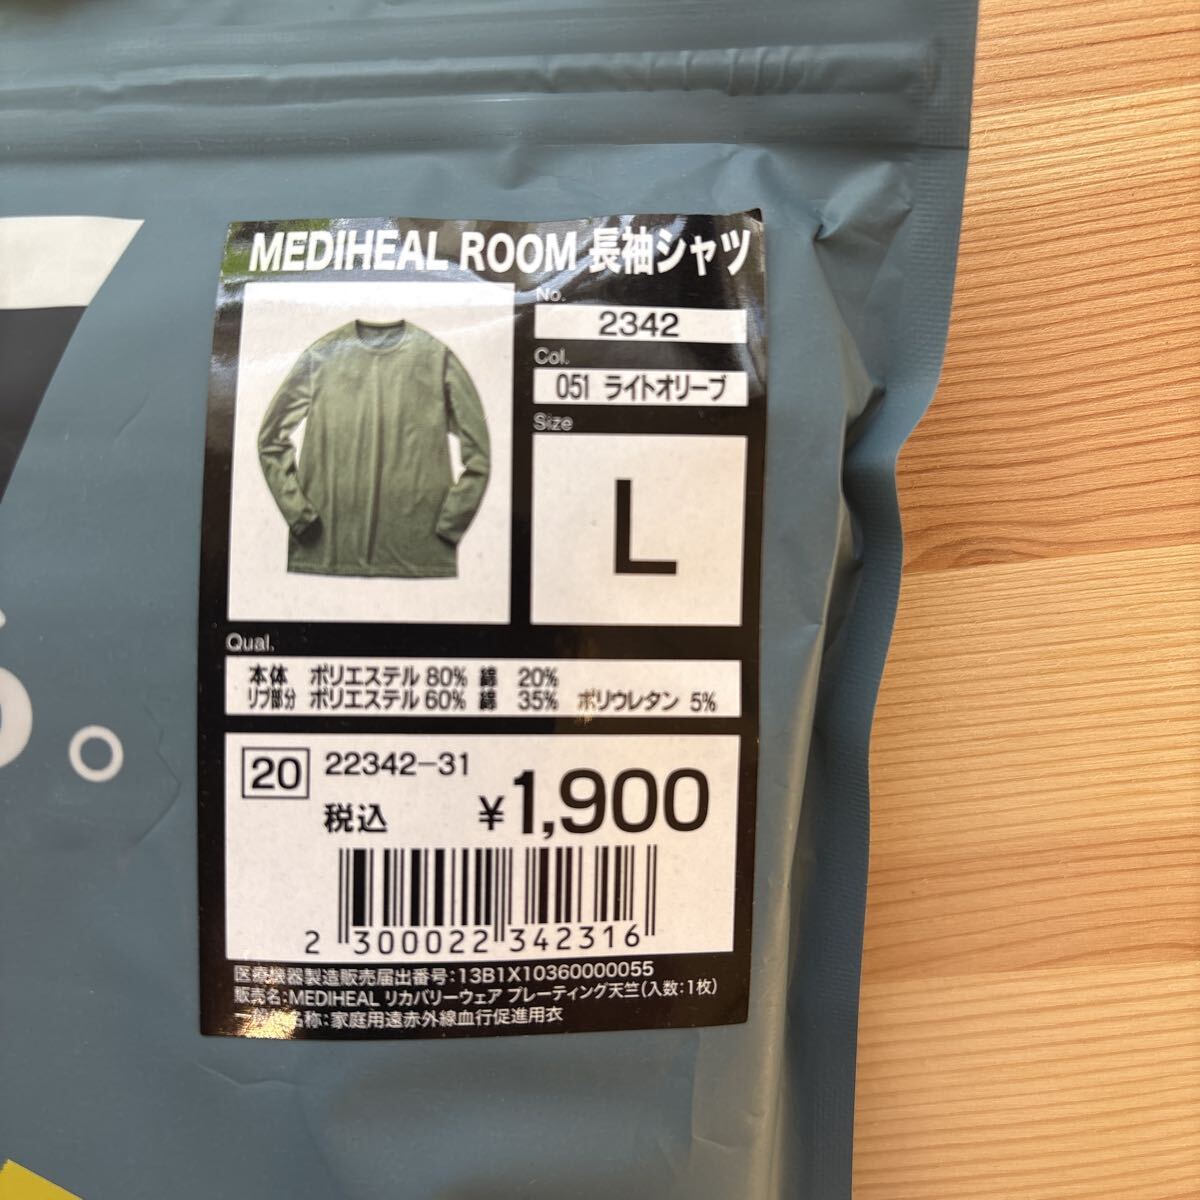 MEDIHEAL ROOM 長袖シャツ
No.
2342
Col.
051 ライトオリーブ
Size
L
Qual.
本体 ポリエステル 80% 綿 20%
リブ部分 ポリエステル 60% 綿 35% ポリウレタン 5%
20 22342-31
税込 ¥1,900
2 300022 342316
医療機器製造販売届出番号:13B1X10360000055
販売名:MEDIHEAL リカバリーウェア プレーティング天竺(入数:1枚)
一般的名称:家庭用遠赤外線血行促進用衣
。